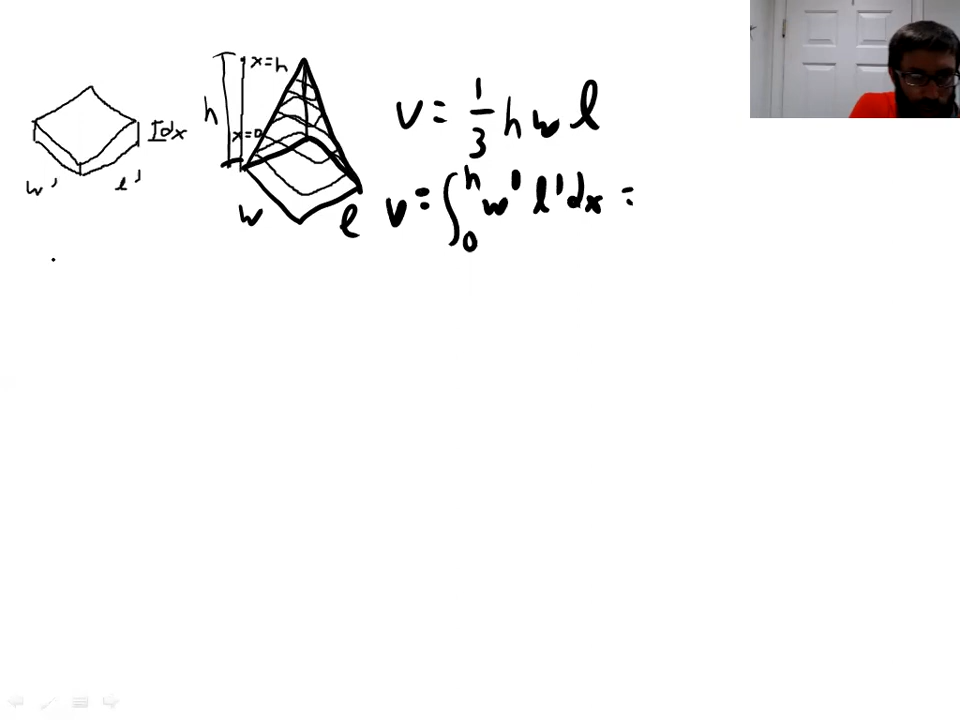 x=h
h
x=0
w
l
dx
w'
l'
v = 1/3 h w l
v = ∫₀ʰ w' l' dx =